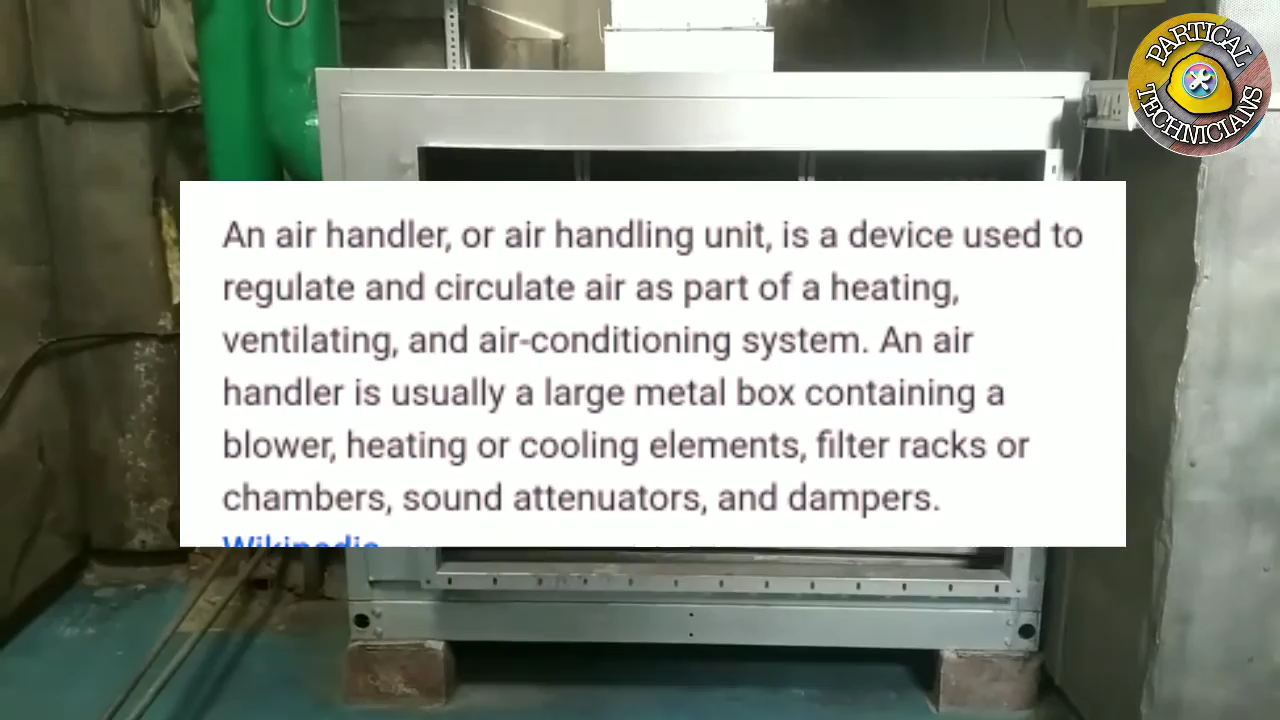 PARTICAL
TECHNICIANS
An air handler, or air handling unit, is a device used to
regulate and circulate air as part of a heating,
ventilating, and air-conditioning system. An air
handler is usually a large metal box containing a
blower, heating or cooling elements, filter racks or
chambers, sound attenuators, and dampers.
Wikipedia